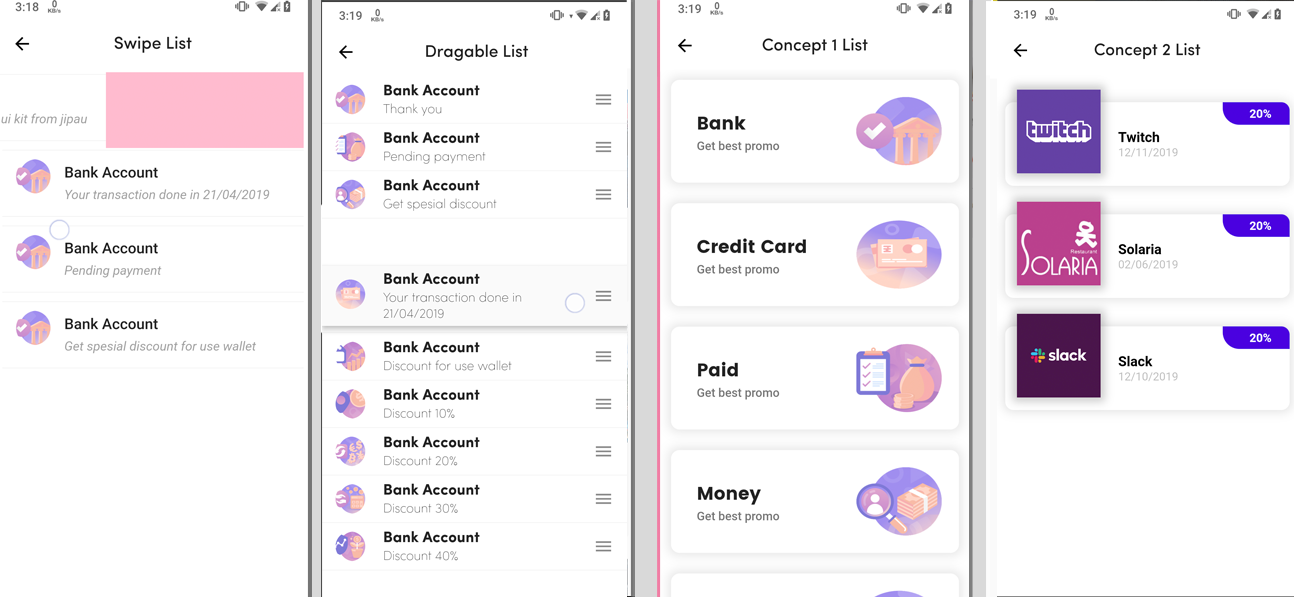 3:18 0 KB/s
Swipe List
ui kit from jipau
Bank Account
Your transaction done in 21/04/2019
Bank Account
Pending payment
Bank Account
Get spesial discount for use wallet
3:19 0 KB/s
Dragable List
Bank Account
Thank you
Bank Account
Pending payment
Bank Account
Get spesial discount
Bank Account
Your transaction done in
21/04/2019
Bank Account
Discount for use wallet
Bank Account
Discount 10%
Bank Account
Discount 20%
Bank Account
Discount 30%
Bank Account
Discount 40%
3:19 0 KB/s
Concept 1 List
Bank
Get best promo
Credit Card
Get best promo
Paid
Get best promo
Money
Get best promo
3:19 0 KB/s
Concept 2 List
20%
twitch
Twitch
12/11/2019
20%
Restaurant
SOLARIA
Solaria
02/06/2019
20%
slack
Slack
12/10/2019